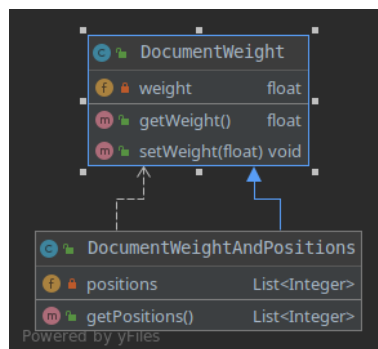 DocumentWeight
weight float
getWeight() float
setWeight(float) void
DocumentWeightAndPositions
positions List<Integer>
getPositions() List<Integer>
Powered by yFiles